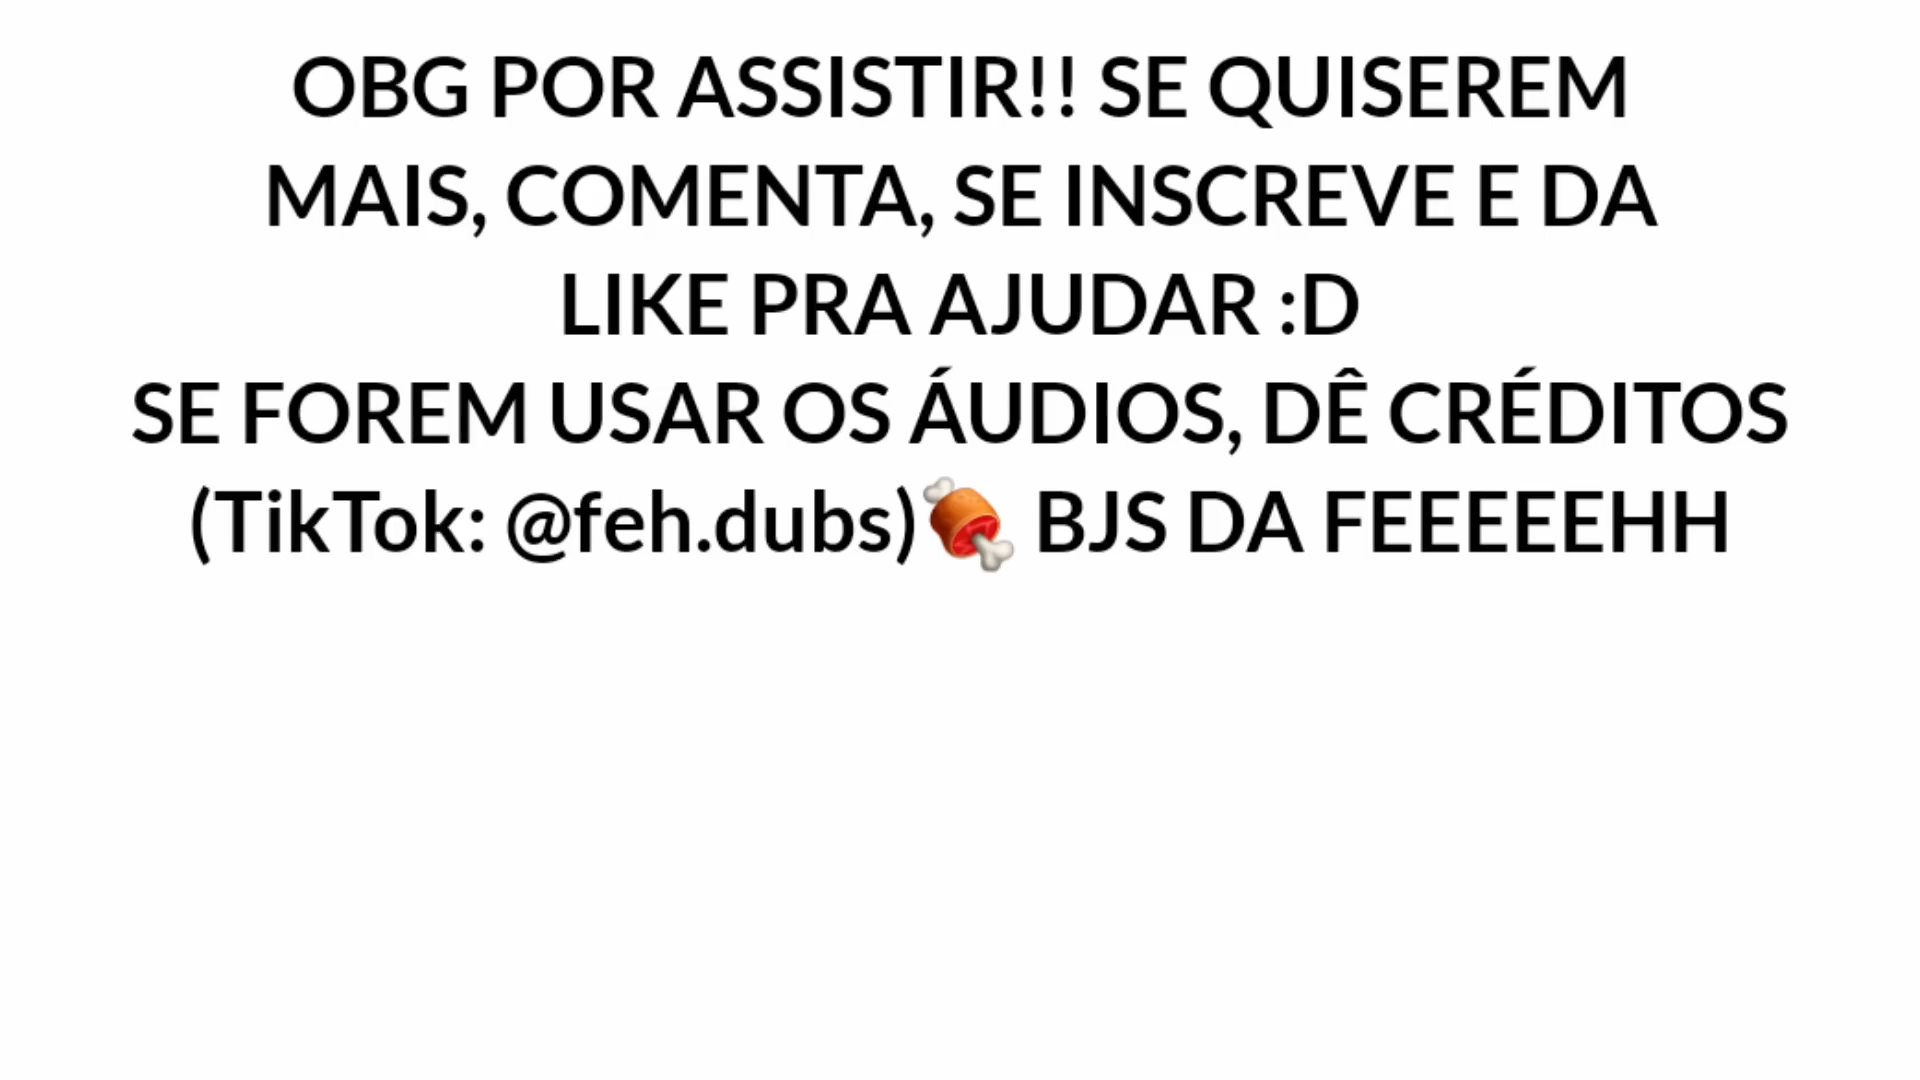 OBG POR ASSISTIR!! SE QUISEREM
MAIS, COMENTA, SE INSCREVE E DA
LIKE PRA AJUDAR :D
SE FOREM USAR OS ÁUDIOS, DÊ CRÉDITOS
(TikTok: @feh.dubs)🍖 BJS DA FEEEEEHH